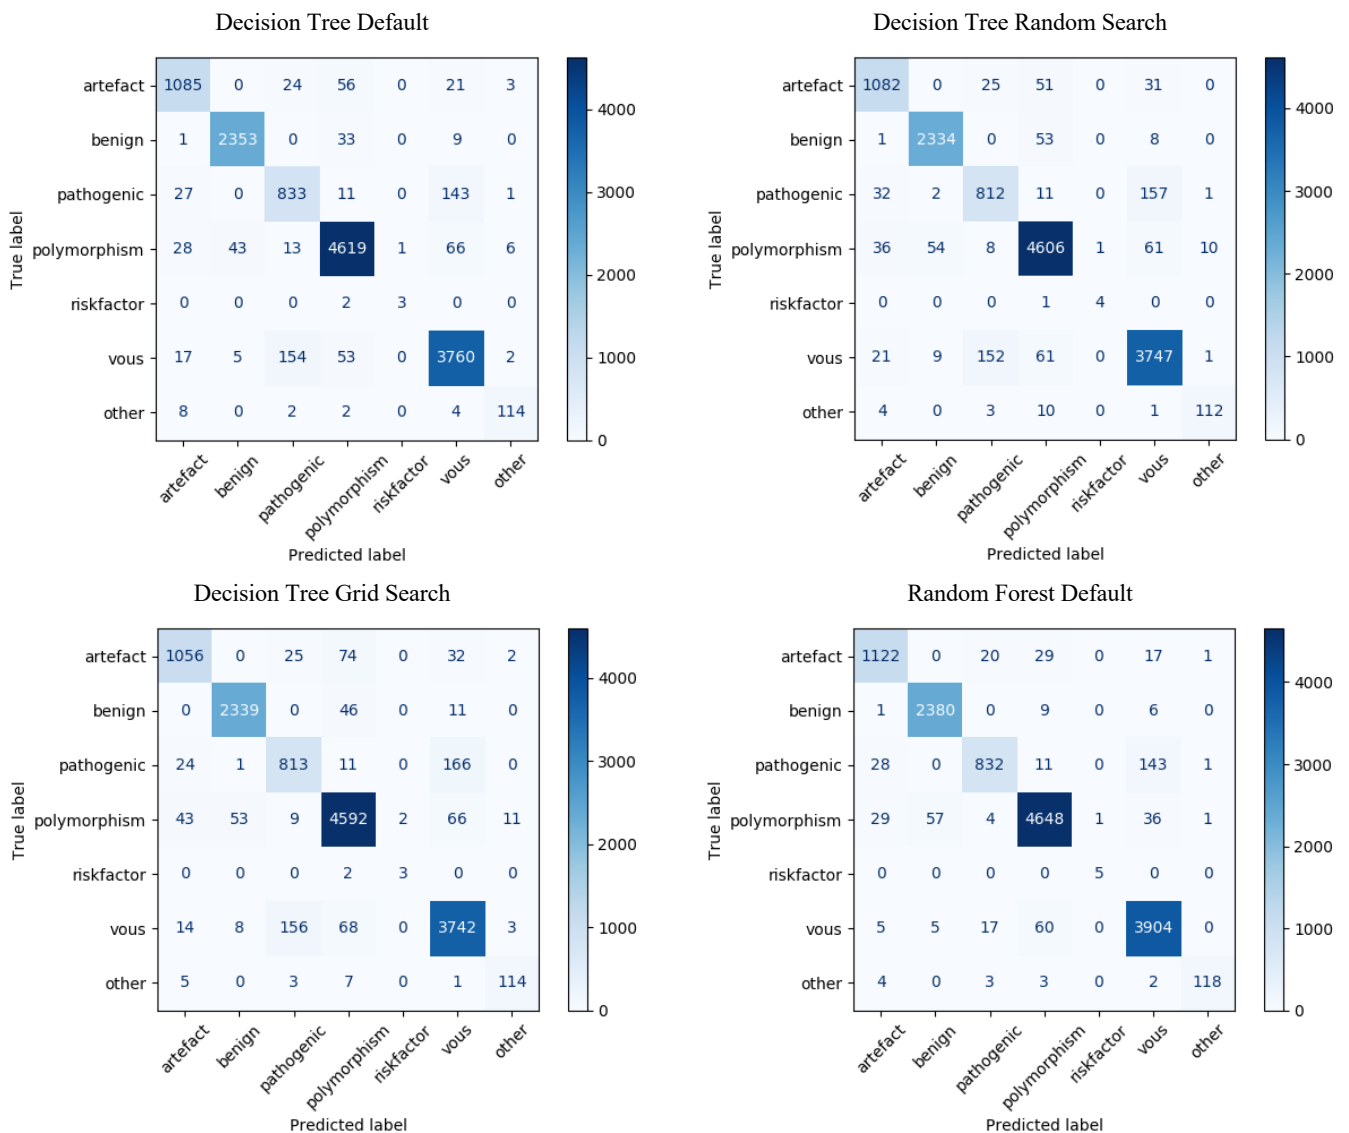 Decision Tree Default
artefact 1085 0 24 56 0 21 3
benign 1 2353 0 33 9 0
pathogenic 27 0 833 11 0 143 1
polymorphism 28 43 13 4619 1 66 6
riskfactor 0 0 0 2 3 0 0
vous 17 5 154 53 0 3760 2
other 8 0 2 2 0 4 114
True label
artefact benign pathogenic polymorphism riskfactor vous other
Predicted label
4000
3000
2000
1000
0
Decision Tree Random Search
artefact 1082 0 25 51 0 31 0
benign 1 2334 0 53 8 0
pathogenic 32 2 812 11 0 157 1
polymorphism 36 54 8 4606 1 61 10
riskfactor 0 0 0 1 4 0 0
vous 21 9 152 61 0 3747 1
other 4 0 3 10 0 1 112
True label
artefact benign pathogenic polymorphism riskfactor vous other
Predicted label
4000
3000
2000
1000
0
Decision Tree Grid Search
artefact 1056 0 25 74 0 32 2
benign 0 2339 0 46 0 11 0
pathogenic 24 1 813 11 0 166 0
polymorphism 43 53 9 4592 2 66 11
riskfactor 0 0 0 2 3 0 0
vous 14 8 156 68 0 3742 3
other 5 0 3 7 0 1 114
True label
artefact benign pathogenic polymorphism riskfactor vous other
Predicted label
4000
3000
2000
1000
0
Random Forest Default
artefact 1122 0 20 29 0 17 1
benign 1 2380 0 9 0 6 0
pathogenic 28 0 832 11 0 143 1
polymorphism 29 57 4 4648 1 36 1
riskfactor 0 0 0 0 5 0 0
vous 5 5 17 60 0 3904 0
other 4 0 3 3 0 2 118
True label
artefact benign pathogenic polymorphism riskfactor vous other
Predicted label
4000
3000
2000
1000
0